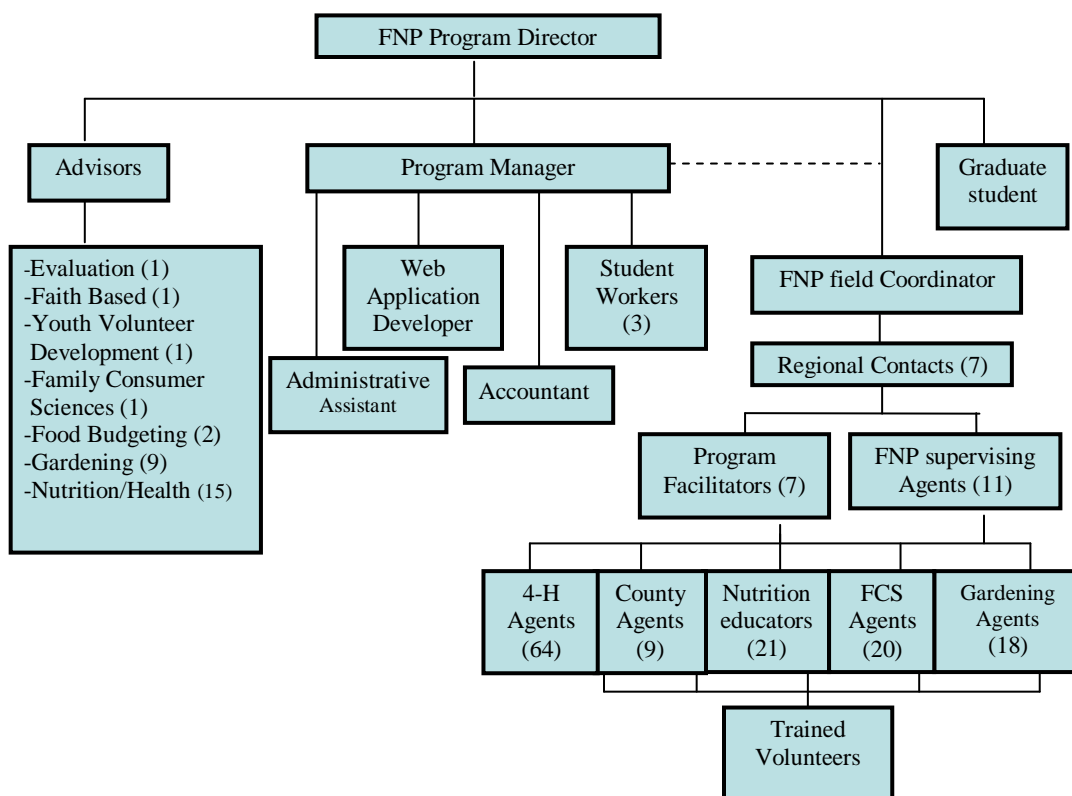 FNP Program Director
Advisors
Program Manager
Graduate
student
-Evaluation (1)
-Faith Based (1)
-Youth Volunteer
Development (1)
-Family Consumer
Sciences (1)
-Food Budgeting (2)
-Gardening (9)
-Nutrition/Health (15)
Web
Application
Developer
Student
Workers
(3)
Administrative
Assistant
Accountant
FNP field Coordinator
Regional Contacts (7)
Program
Facilitators (7)
FNP supervising
Agents (11)
4-H
Agents
(64)
County
Agents
(9)
Nutrition
educators
(21)
FCS
Agents
(20)
Gardening
Agents
(18)
Trained
Volunteers